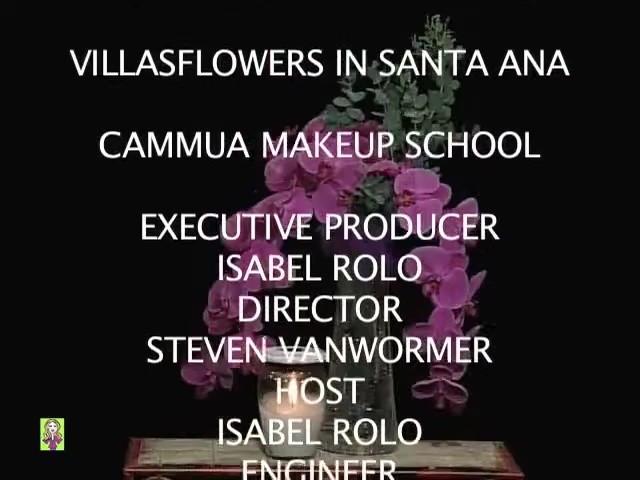 VILLASFLOWERS IN SANTA ANA
CAMMUA MAKEUP SCHOOL
EXECUTIVE PRODUCER
ISABEL ROLO
DIRECTOR
STEVEN VANWORMER
HOST
ISABEL ROLO
ENGINEER